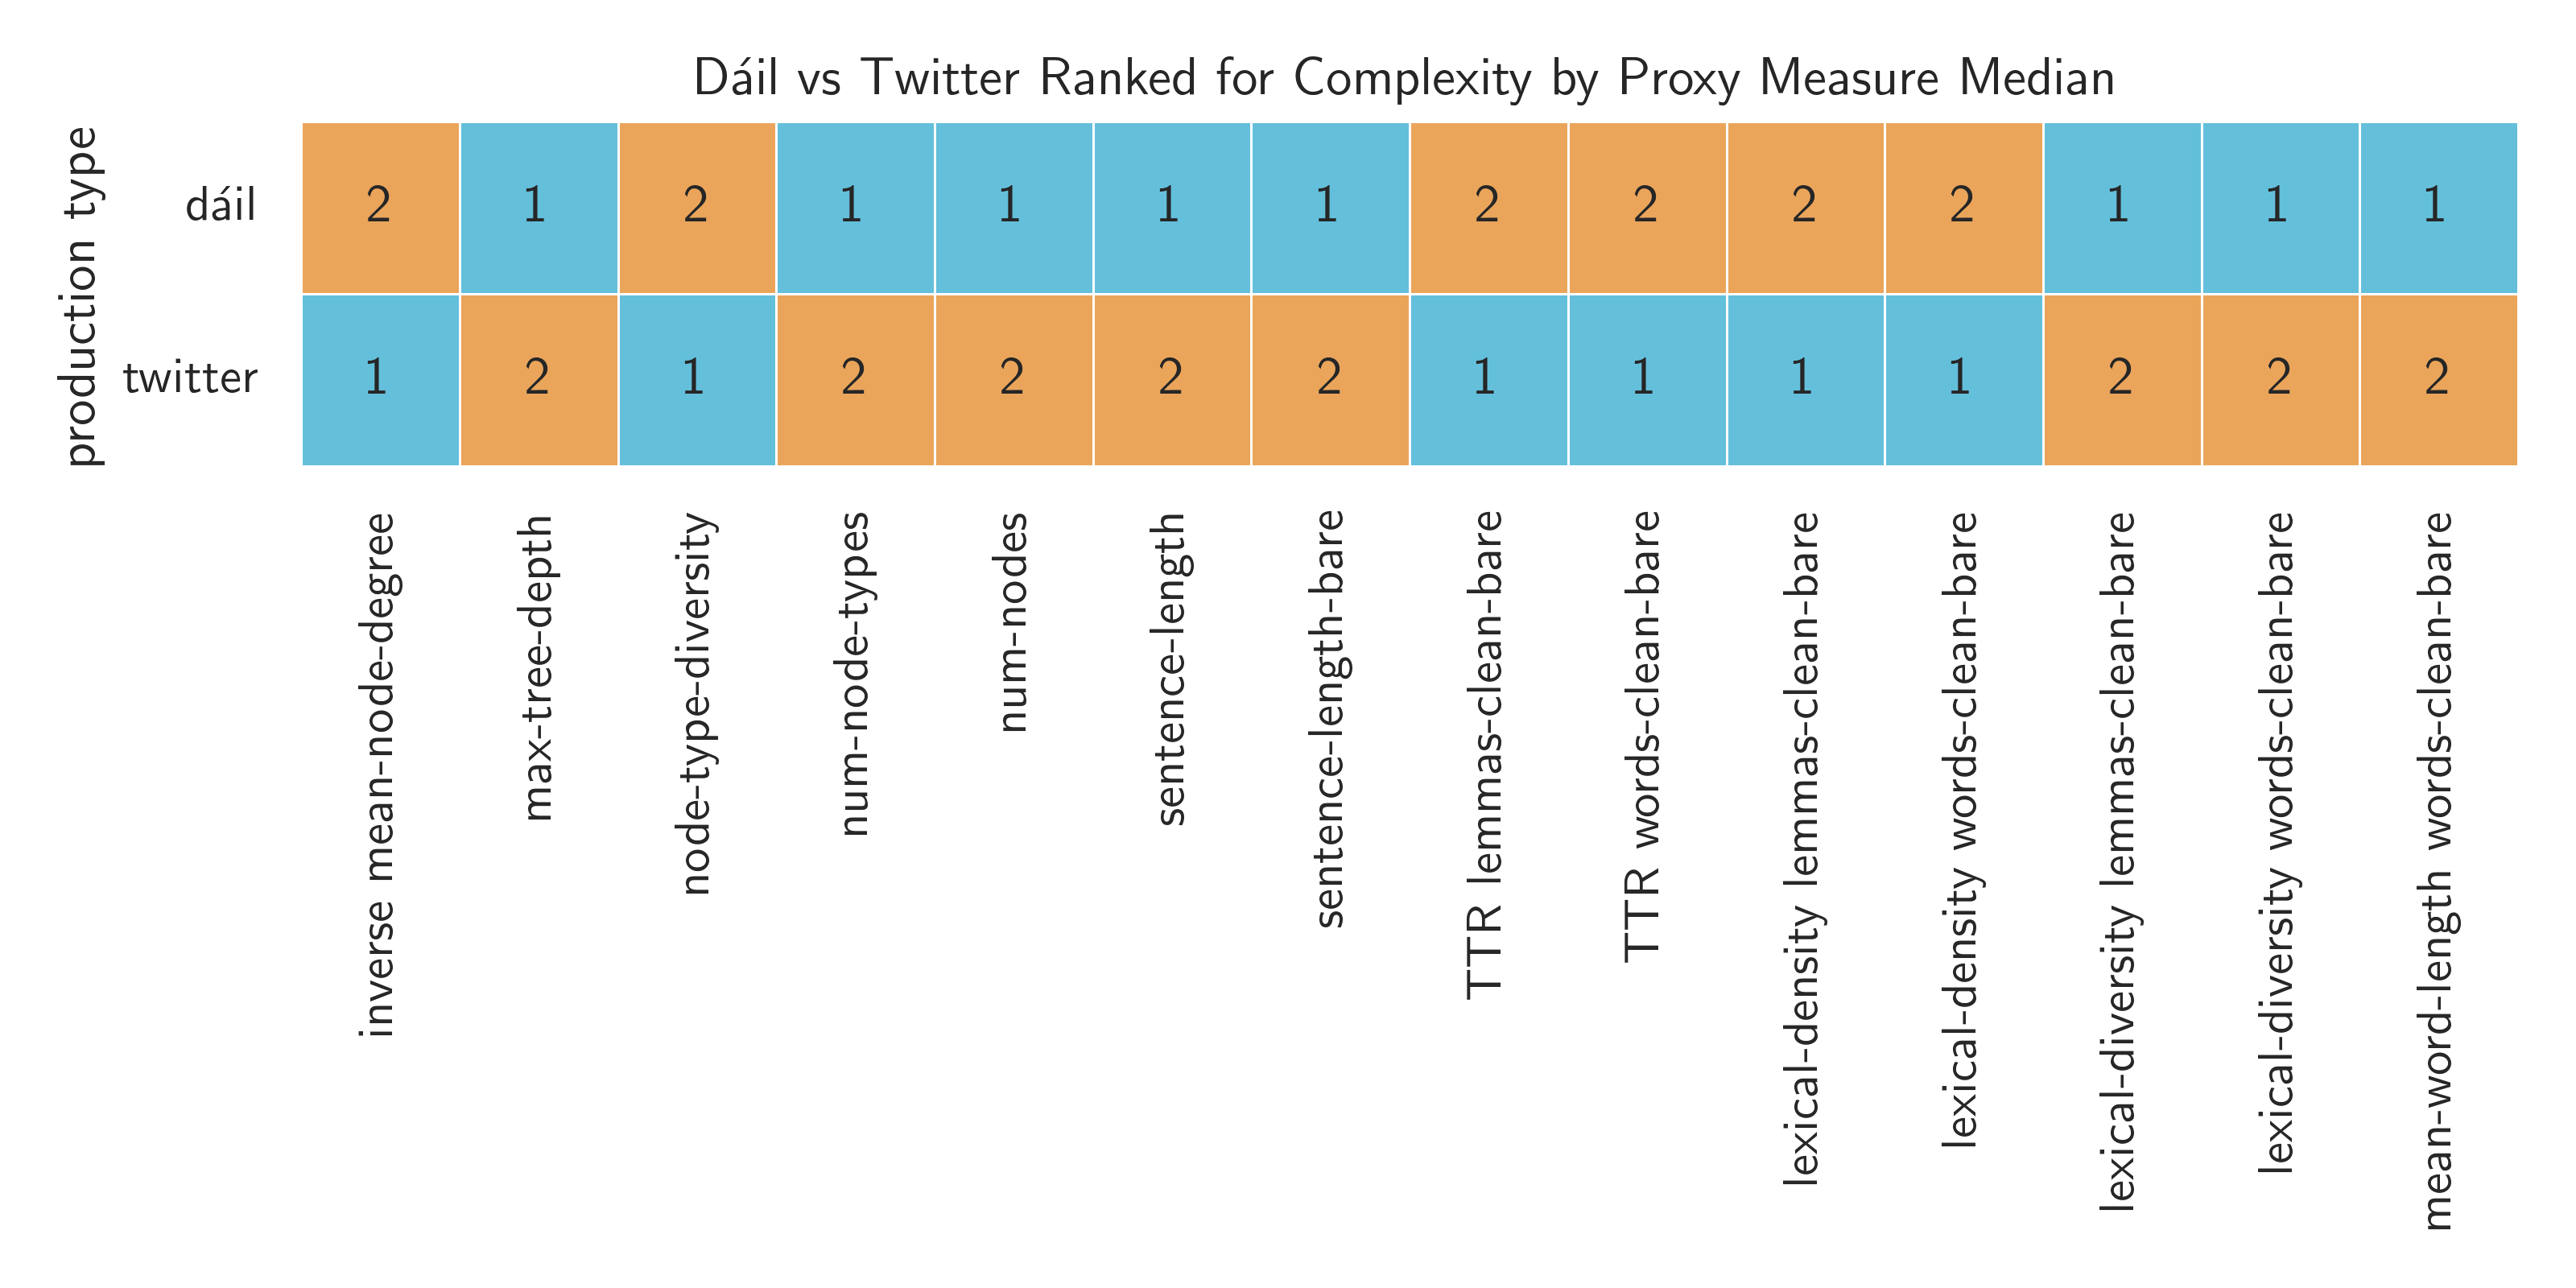 Dáil vs Twitter Ranked for Complexity by Proxy Measure Median
production type
dáil
2 1 2 1 1 1 1 2 2 2 2 1 1 1
twitter
1 2 1 2 2 2 2 1 1 1 1 2 2 2
inverse mean-node-degree
max-tree-depth
node-type-diversity
num-node-types
num-nodes
sentence-length
sentence-length-bare
TTR lemmas-clean-bare
TTR words-clean-bare
lexical-density lemmas-clean-bare
lexical-density words-clean-bare
lexical-diversity lemmas-clean-bare
lexical-diversity words-clean-bare
mean-word-length words-clean-bare